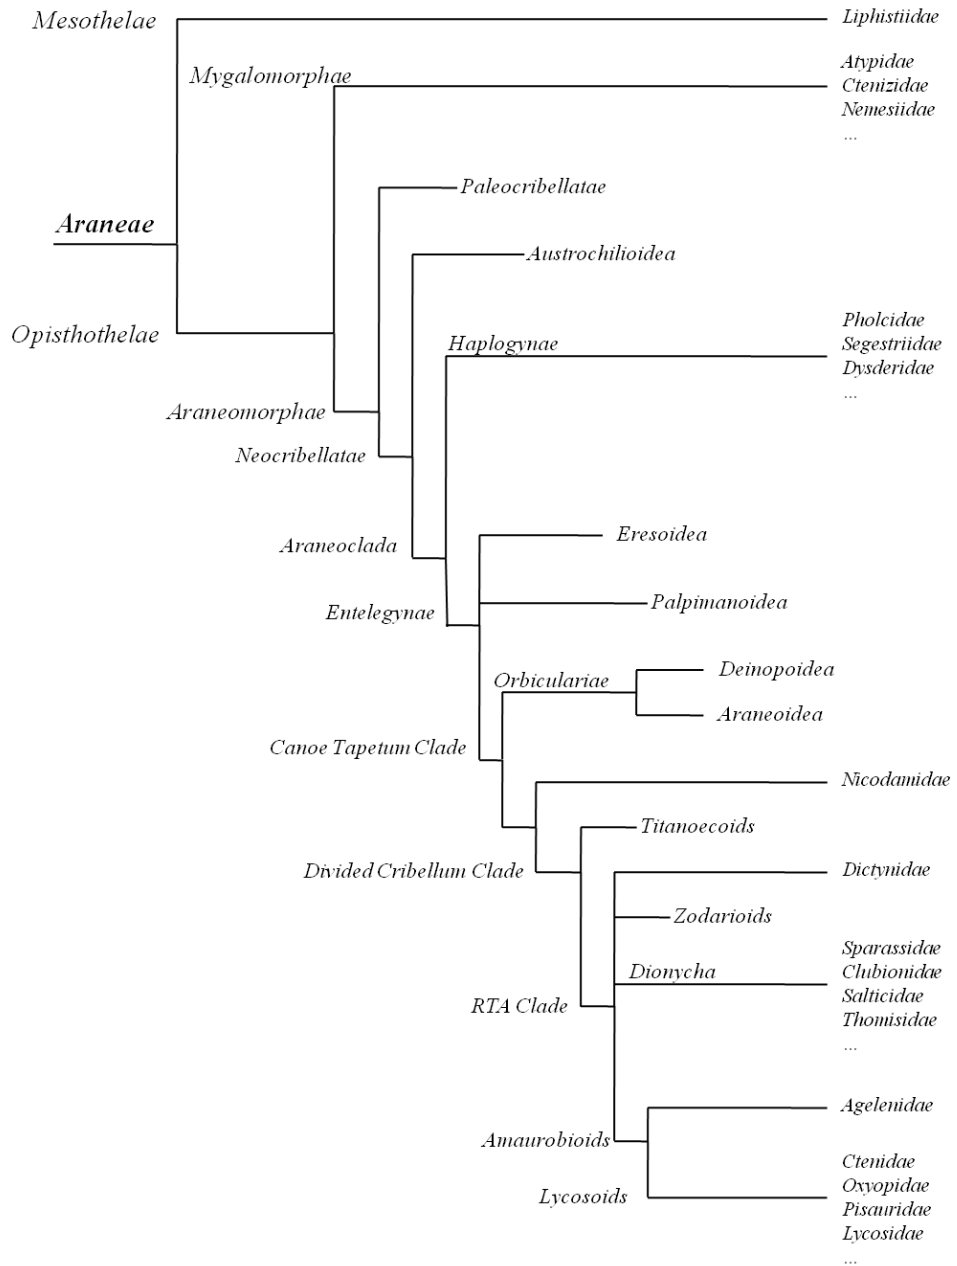 Mesothelae
Liphistiidae
Mygalomorphae
Atypidae
Ctenizidae
Nemesiidae
...
Paleocribellatae
Araneae
Austrochilioidea
Opisthothelae
Haplogynae
Pholcidae
Segestriidae
Dysderidae
...
Araneomorphae
Neocribellatae
Eresoidea
Araneoclada
Palpimanoidea
Entelegynae
Orbiculariae
Deinopoidea
Araneoidea
Canoe Tapetum Clade
Nicodamidae
Titanoecoids
Divided Cribellum Clade
Dictynidae
Zodarioids
Dionycha
Sparassidae
Clubionidae
Salticidae
Thomisidae
...
RTA Clade
Agelenidae
Amaurobioids
Lycosoids
Ctenidae
Oxyopidae
Pisauridae
Lycosidae
...